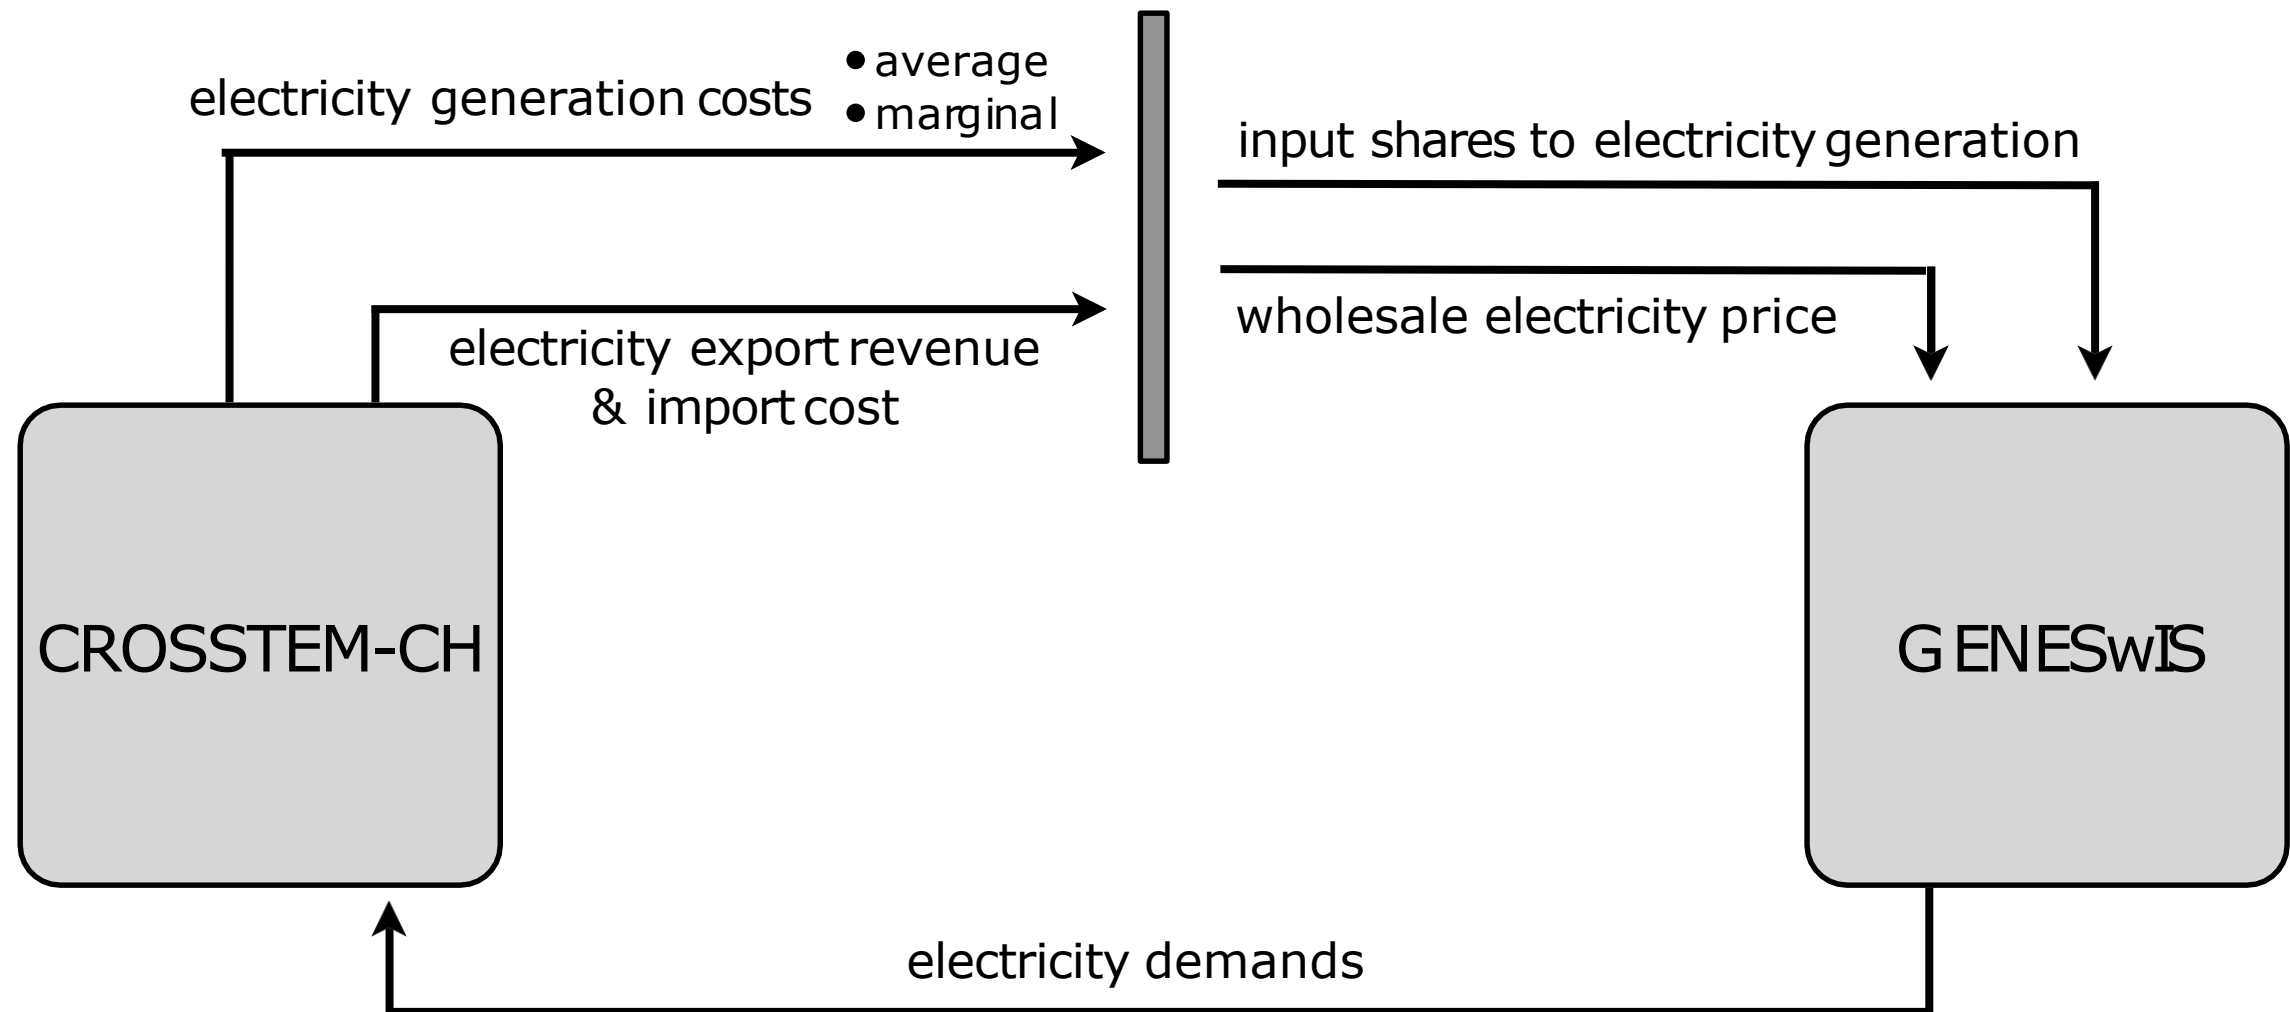 electricity generation costs
• average
• marginal
input shares to electricity generation
electricity export revenue
& import cost
wholesale electricity price
CROSSTEM-CH
GENESwIS
electricity demands